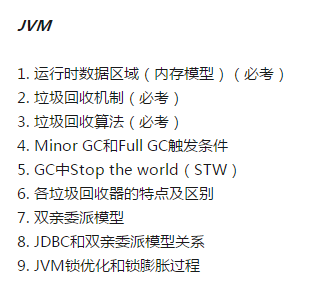 JVM
1. 运行时数据区域（内存模型）（必考）
2. 垃圾回收机制（必考）
3. 垃圾回收算法（必考）
4. Minor GC和Full GC触发条件
5. GC中Stop the world（STW）
6. 各垃圾回收器的特点及区别
7. 双亲委派模型
8. JDBC和双亲委派模型关系
9. JVM锁优化和锁膨胀过程